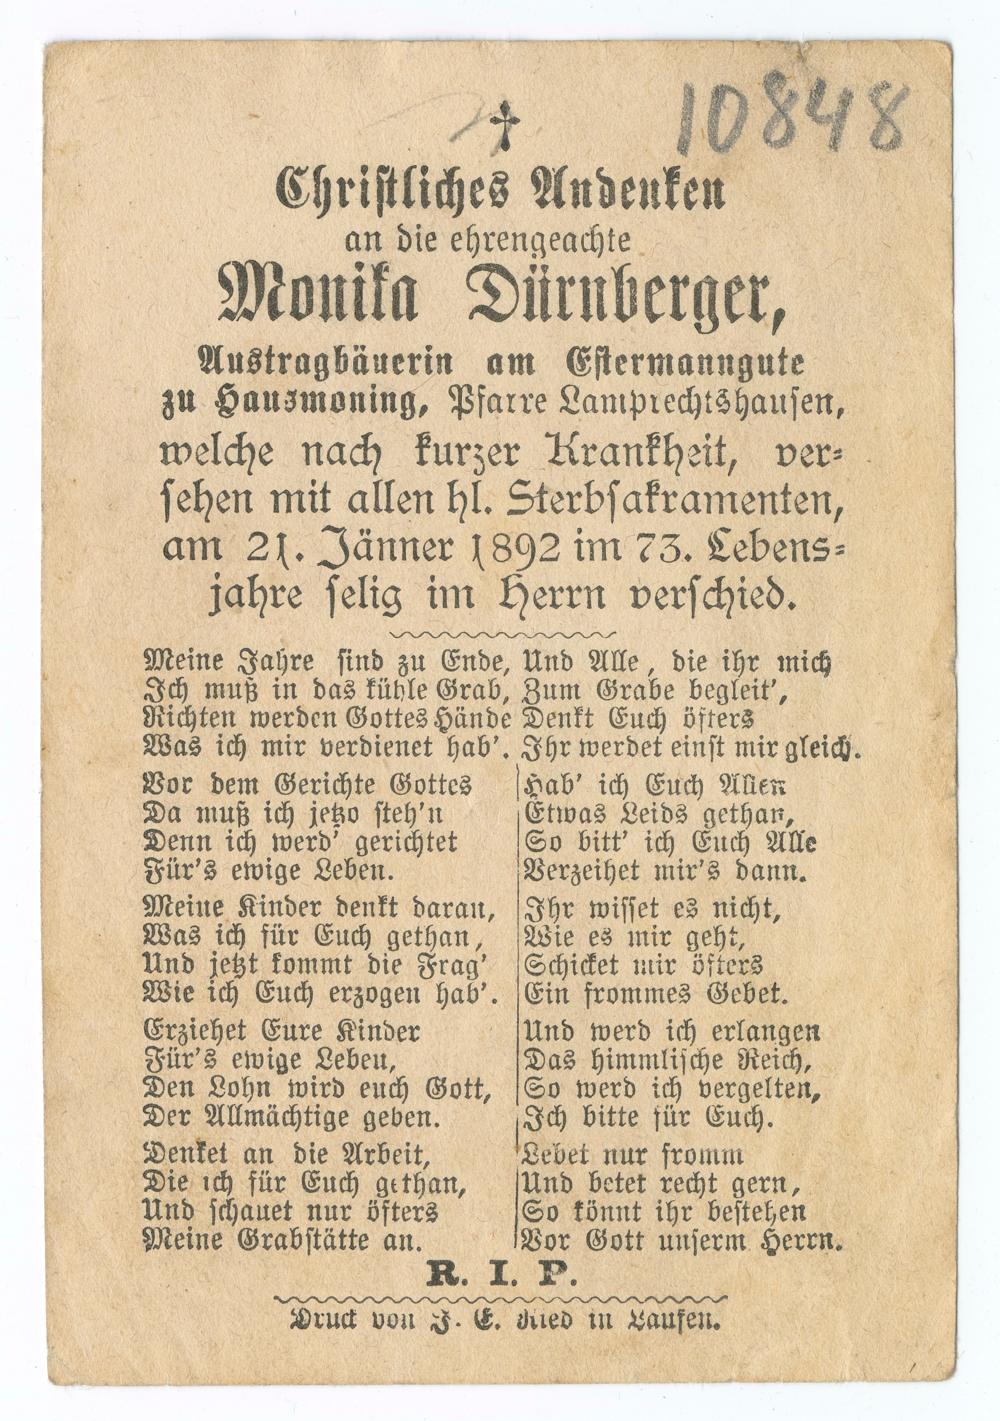 10848
Christliches Andenken
an die ehrengeachte
Monika Dürnberger,
Austragbäuerin am Estermanngute
zu Hausmoning, Pfarre Lamprechtshausen,
welche nach kurzer Krankheit, ver-
sehen mit allen hl. Sterbsakramenten,
am 21. Jänner 1892 im 73. Lebens-
jahre selig im Herrn verschied.
Meine Jahre sind zu Ende,
Ich muß in das kühle Grab,
Richten werden Gottes Hände
Was ich mir verdienet hab'.
Vor dem Gerichte Gottes
Da muß ich jetzo steh'n
Denn ich werd' gerichtet
Für's ewige Leben.
Meine Kinder denkt daran,
Was ich für Euch gethan,
Und jetzt kommt die Frag'
Wie ich Euch erzogen hab'.
Erziehet Eure Kinder
Für's ewige Leben,
Den Lohn wird euch Gott,
Der Allmächtige geben.
Denket an die Arbeit,
Die ich für Euch gethan,
Und schauet nur öfters
Meine Grabstätte an.
Und Alle, die ihr mich
Zum Grabe begleit',
Denkt Euch öfters
Ihr werdet einst mir gleich.
Hab' ich Euch Allen
Etwas Leids gethan,
So bitt' ich Euch Alle
Verzeihet mir's dann.
Ihr wisset es nicht,
Wie es mir geht,
Schicket mir öfters
Ein frommes Gebet.
Und werd ich erlangen
Das himmlische Reich,
So werd ich vergelten,
Ich bitte für Euch.
Lebet nur fromm
Und betet recht gern,
So könnt ihr bestehen
Vor Gott unserm Herrn.
R. I. P.
Druck von J. E. Ried in Laufen.